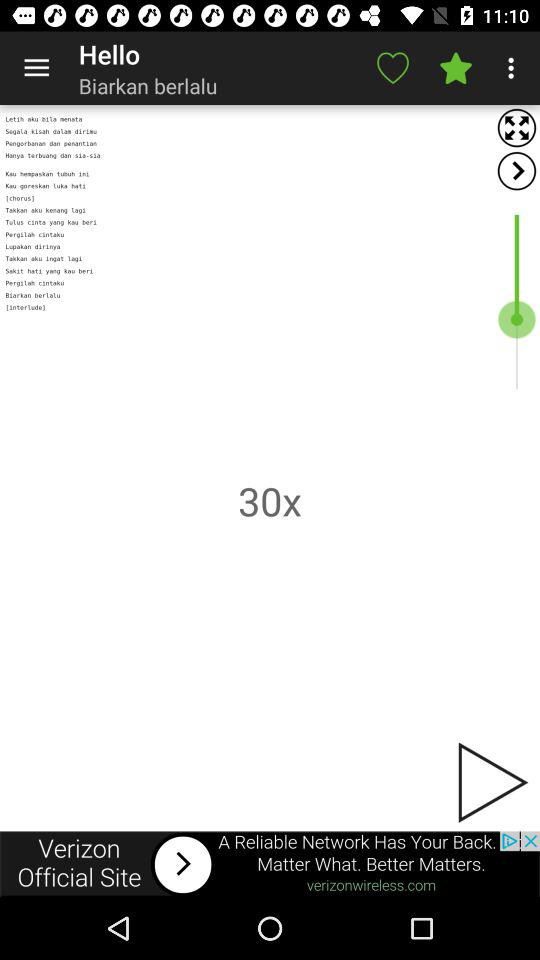 11:10
Hello
Biarkan berlalu
Letih aku bila menata
Segala kisah dalam dirimu
Pengorbanan dan penantian
Hanya terbuang dan sia-sia
Kau hempaskan tubuh ini
Kau goreskan luka hati
[chorus]
Takkan aku kenang lagi
Tulus cinta yang kau beri
Pergilah cintaku
Lupakan dirinya
Takkan aku ingat lagi
Sakit hati yang kau beri
Pergilah cintaku
Biarkan berlalu
[interlude]
30x
Verizon
Official Site
A Reliable Network Has Your Back.
Matter What. Better Matters.
verizonwireless.com